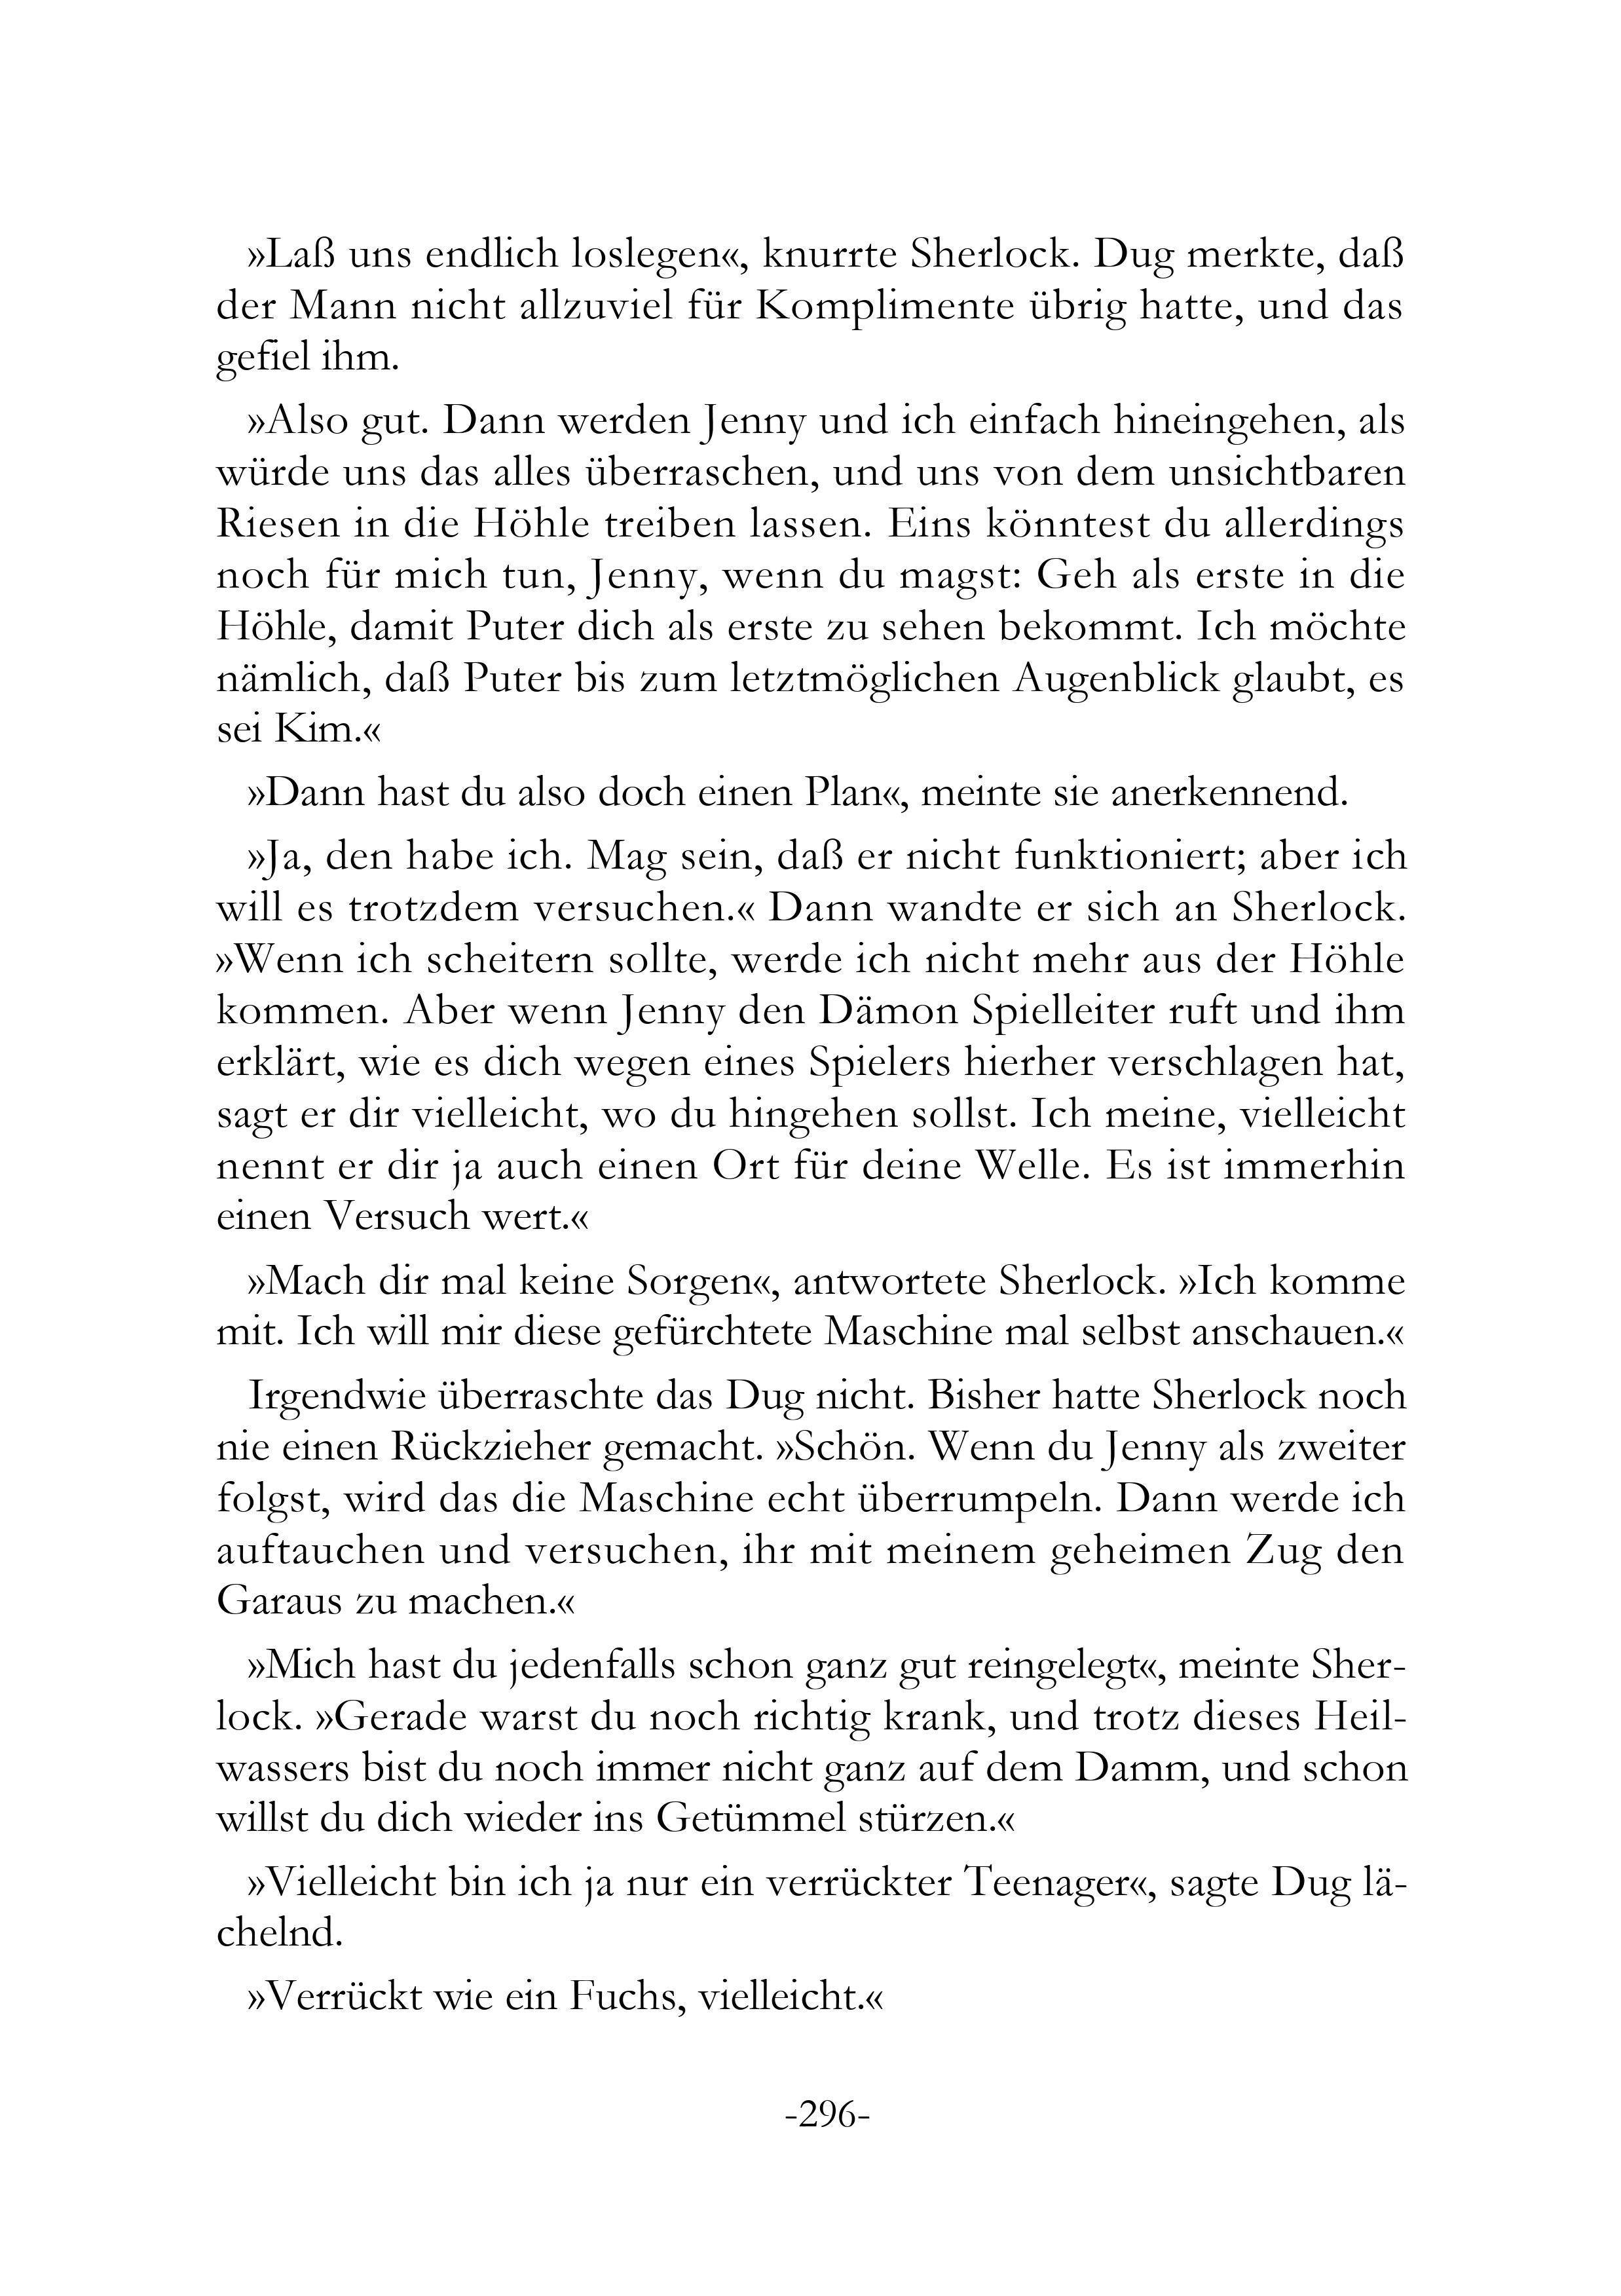 »Laß uns endlich loslegen«, knurrte Sherlock. Dug merkte, daß
der Mann nicht allzuviel für Komplimente übrig hatte, und das
gefiel ihm.
»Also gut. Dann werden Jenny und ich einfach hineingehen, als
würde uns das alles überraschen, und uns von dem unsichtbaren
Riesen in die Höhle treiben lassen. Eins könntest du allerdings
noch für mich tun, Jenny, wenn du magst: Geh als erste in die
Höhle, damit Puter dich als erste zu sehen bekommt. Ich möchte
nämlich, daß Puter bis zum letztmöglichen Augenblick glaubt, es
sei Kim.«
»Dann hast du also doch einen Plan«, meinte sie anerkennend.
»Ja, den habe ich. Mag sein, daß er nicht funktioniert; aber ich
will es trotzdem versuchen.« Dann wandte er sich an Sherlock.
»Wenn ich scheitern sollte, werde ich nicht mehr aus der Höhle
kommen. Aber wenn Jenny den Dämon Spielleiter ruft und ihm
erklärt, wie es dich wegen eines Spielers hierher verschlagen hat,
sagt er dir vielleicht, wo du hingehen sollst. Ich meine, vielleicht
nennt er dir ja auch einen Ort für deine Welle. Es ist immerhin
einen Versuch wert.«
»Mach dir mal keine Sorgen«, antwortete Sherlock. »Ich komme
mit. Ich will mir diese gefürchtete Maschine mal selbst anschauen.«
Irgendwie überraschte das Dug nicht. Bisher hatte Sherlock noch
nie einen Rückzieher gemacht. »Schön. Wenn du Jenny als zweiter
folgst, wird das die Maschine echt überrumpeln. Dann werde ich
auftauchen und versuchen, ihr mit meinem geheimen Zug den
Garaus zu machen.«
»Mich hast du jedenfalls schon ganz gut reingelegt«, meinte Sher-
lock. »Gerade warst du noch richtig krank, und trotz dieses Heil-
wassers bist du noch immer nicht ganz auf dem Damm, und schon
willst du dich wieder ins Getümmel stürzen.«
»Vielleicht bin ich ja nur ein verrückter Teenager«, sagte Dug lä-
chelnd.
»Verrückt wie ein Fuchs, vielleicht.«
-296-